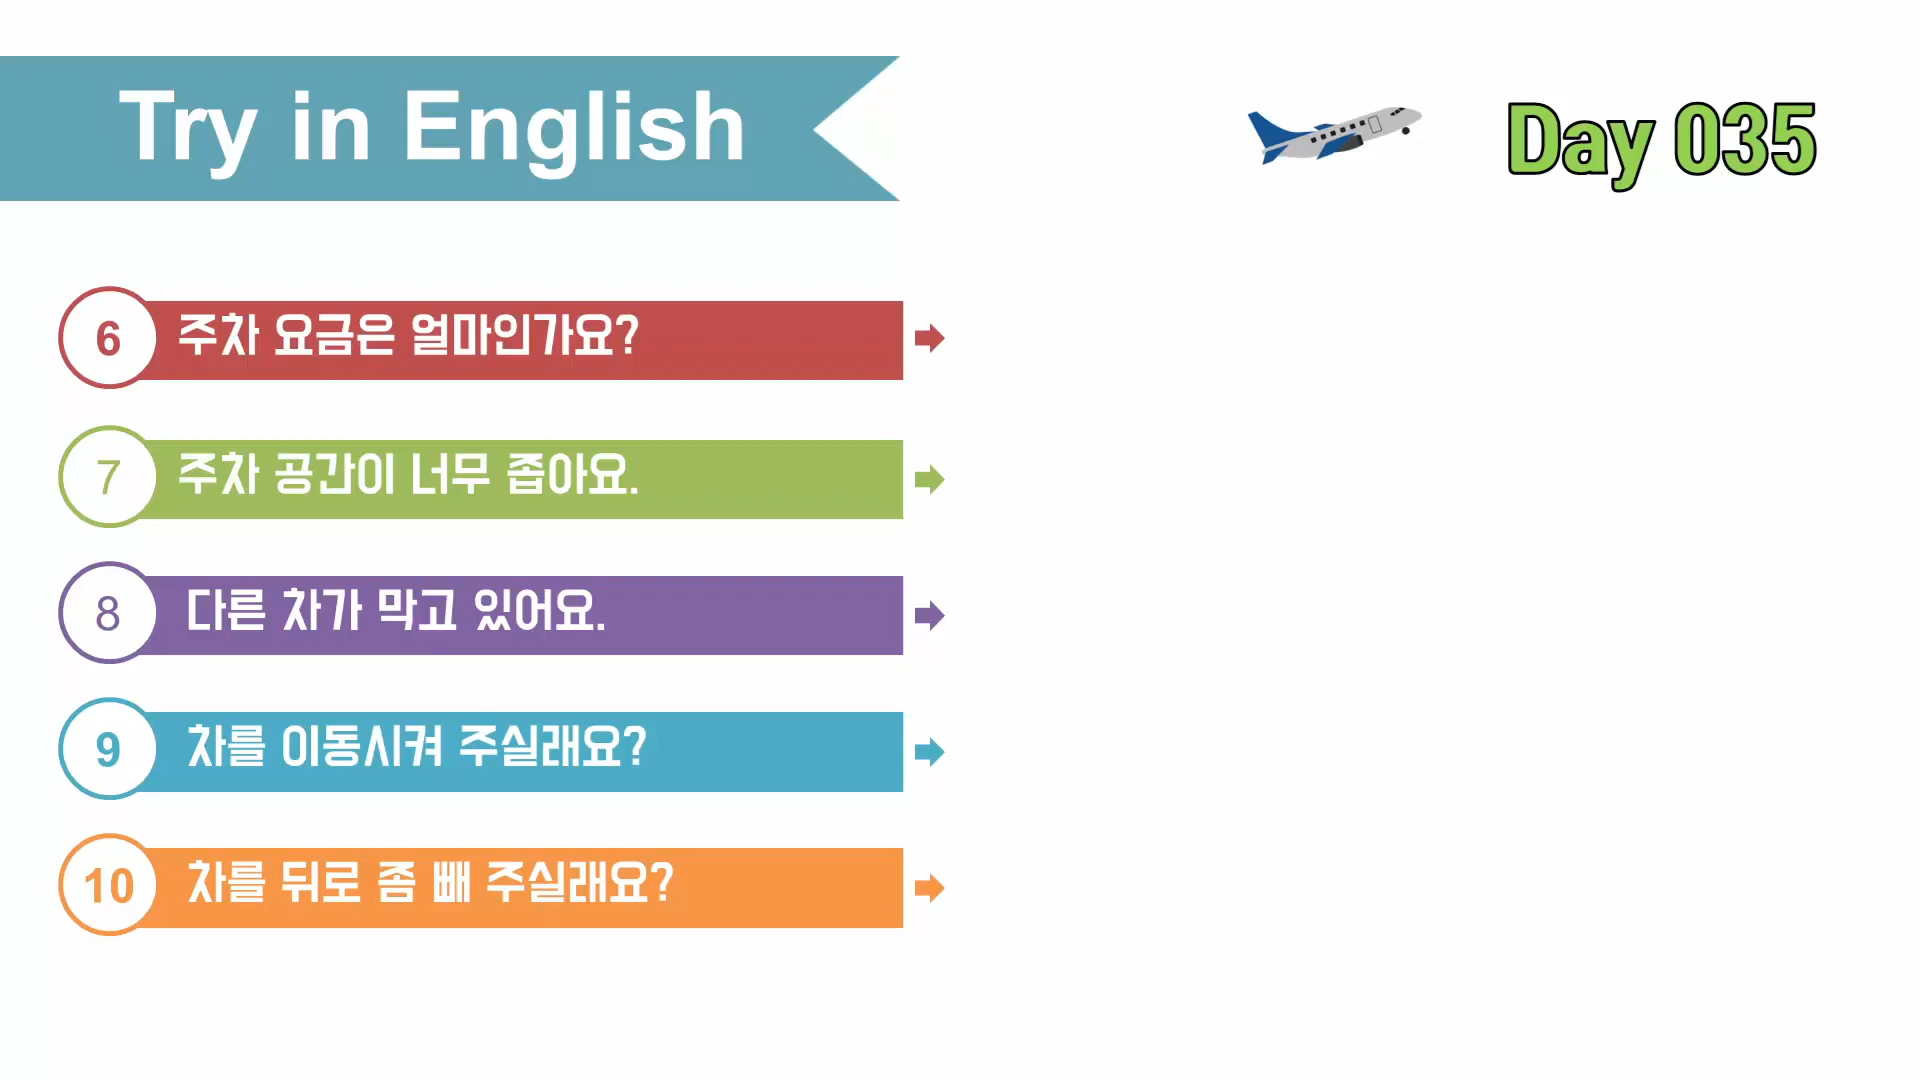 Try in English
Day 035
6 주차 요금은 얼마인가요?
7 주차 공간이 너무 좁아요.
8 다른 차가 막고 있어요.
9 차를 이동시켜 주실래요?
10 차를 뒤로 좀 빼 주실래요?